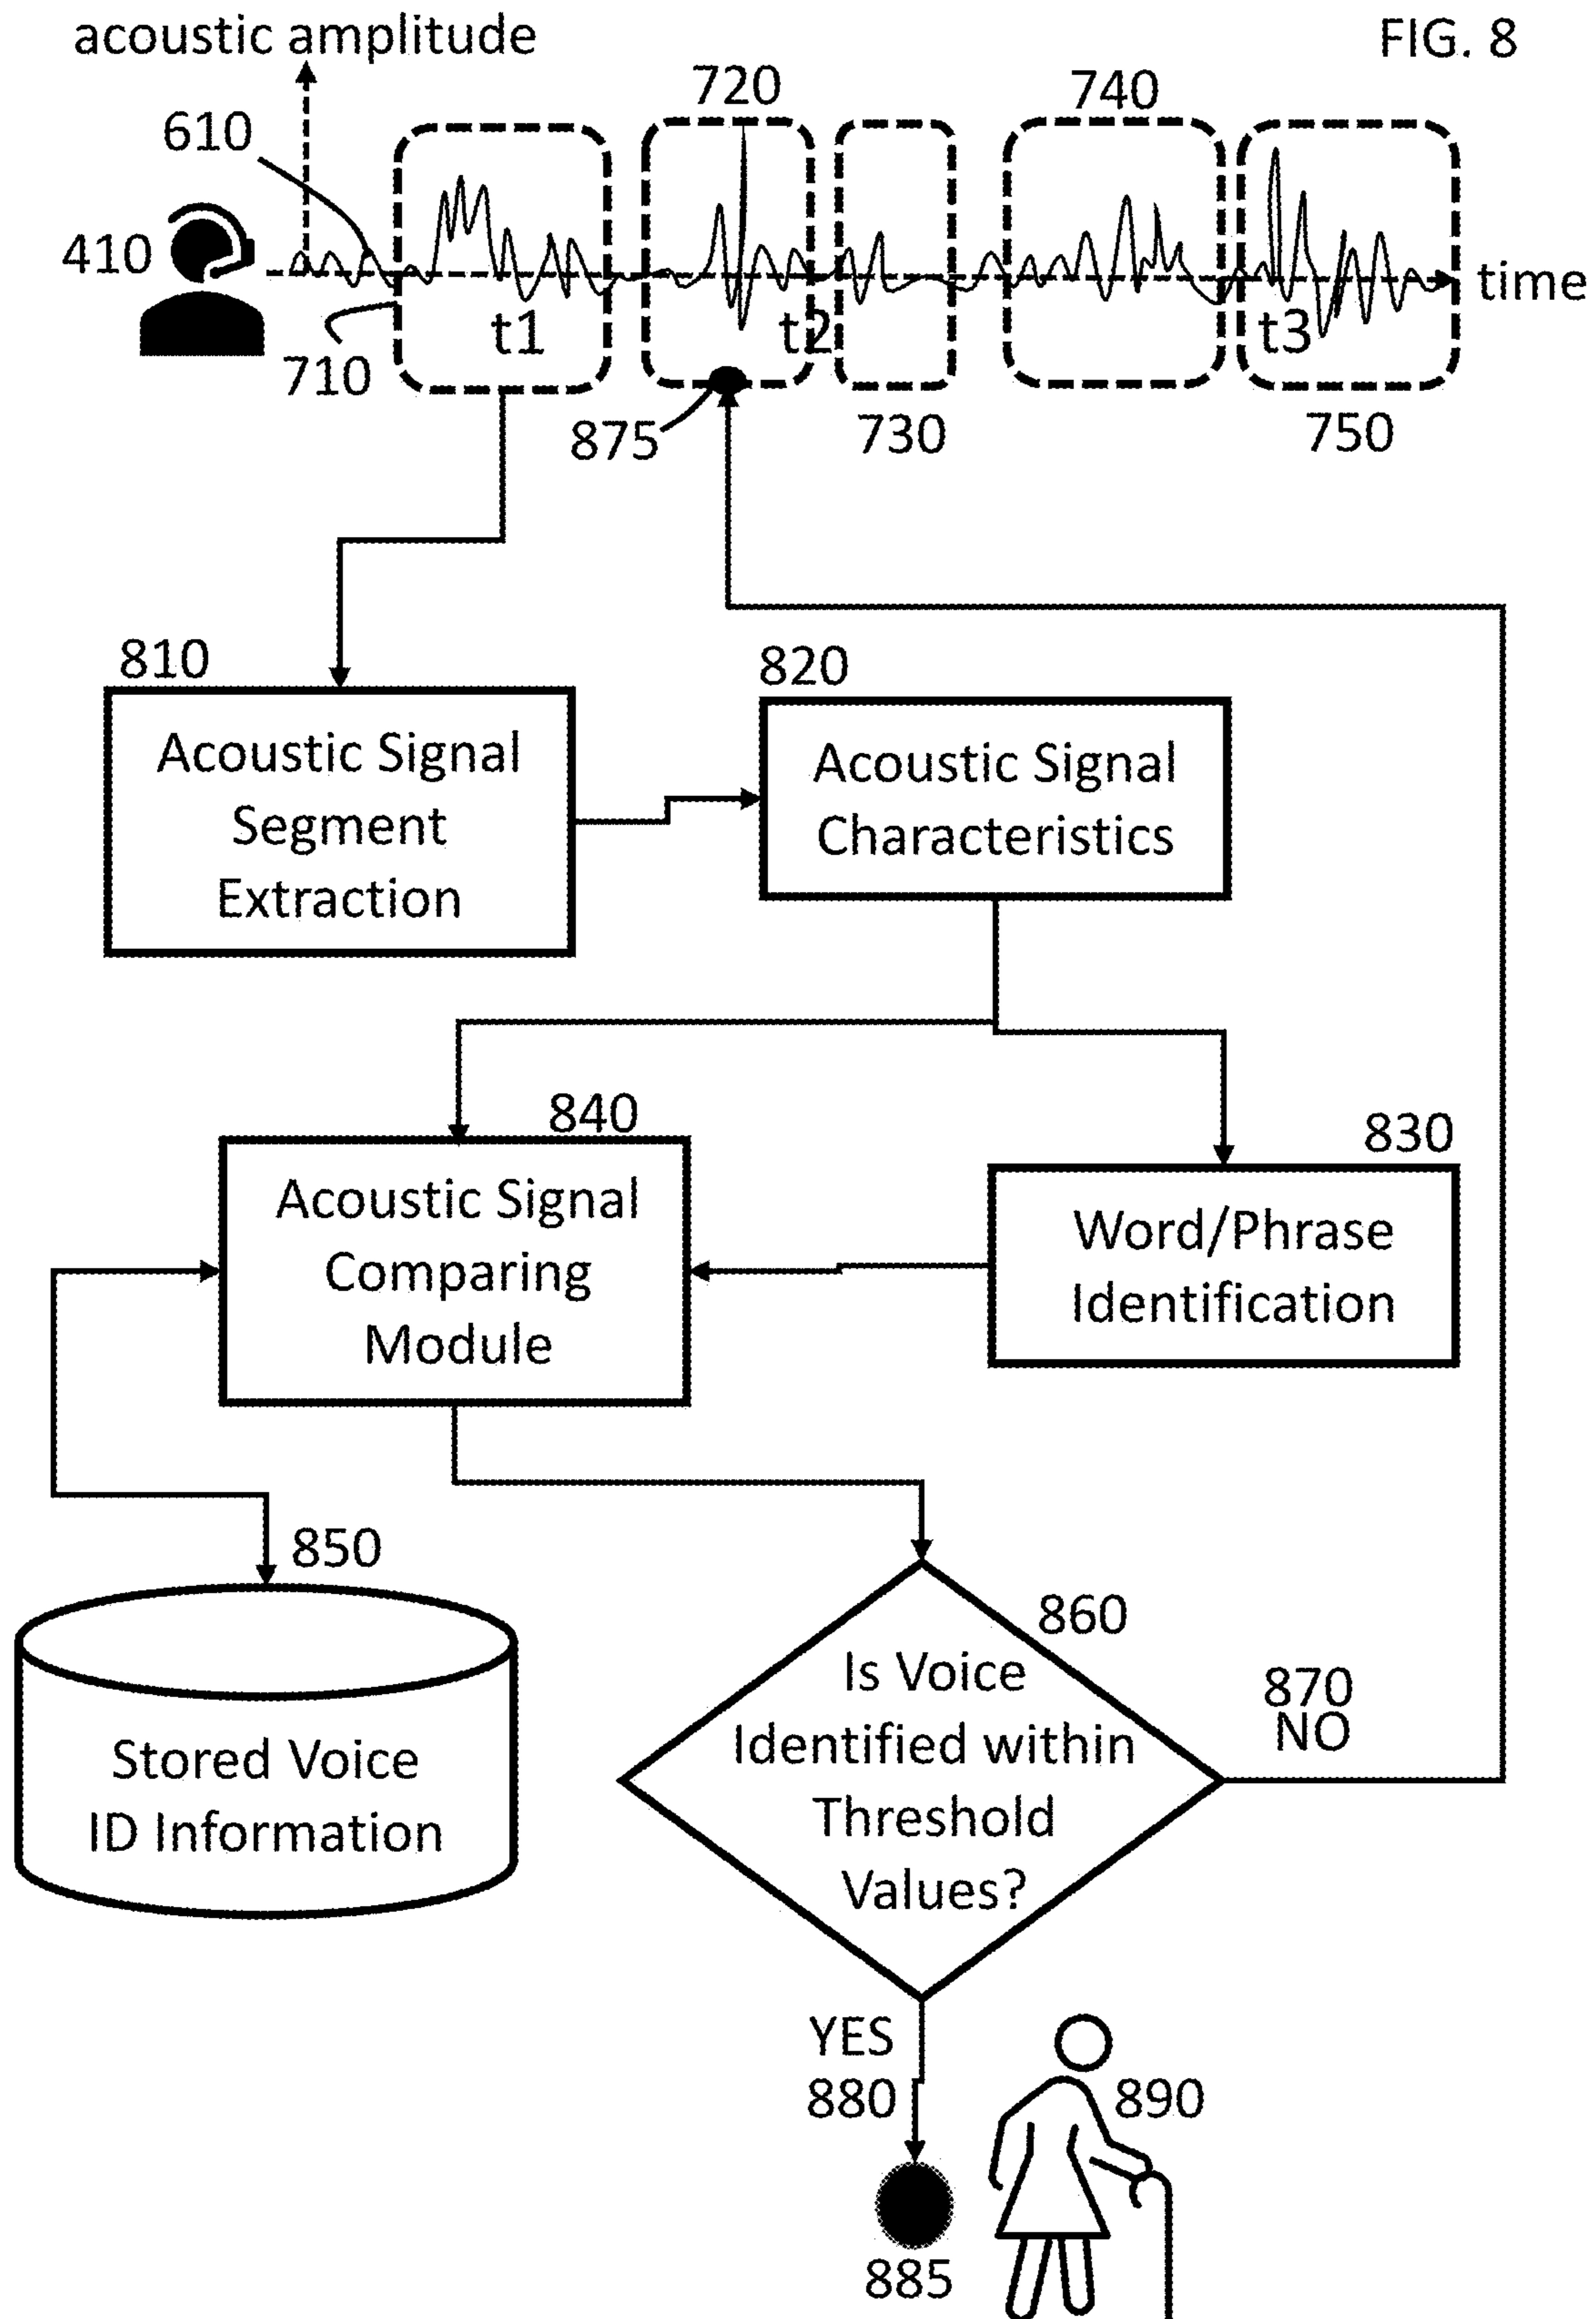 acoustic amplitude
FIG. 8
720
740
610
410
time
t1
t2
t3
710
875
730
750
810
820
Acoustic Signal
Segment
Extraction
Acoustic Signal
Characteristics
840
830
Acoustic Signal
Comparing
Module
Word/Phrase
Identification
850
860
Stored Voice
ID Information
Is Voice
Identified within
Threshold
Values?
870
NO
YES
880
890
885